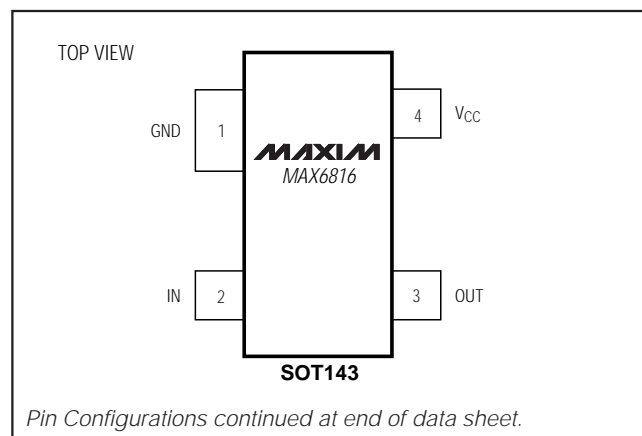 TOP VIEW
GND 1
4 VCC
MAXIM
MAX6816
IN 2
3 OUT
SOT143
Pin Configurations continued at end of data sheet.